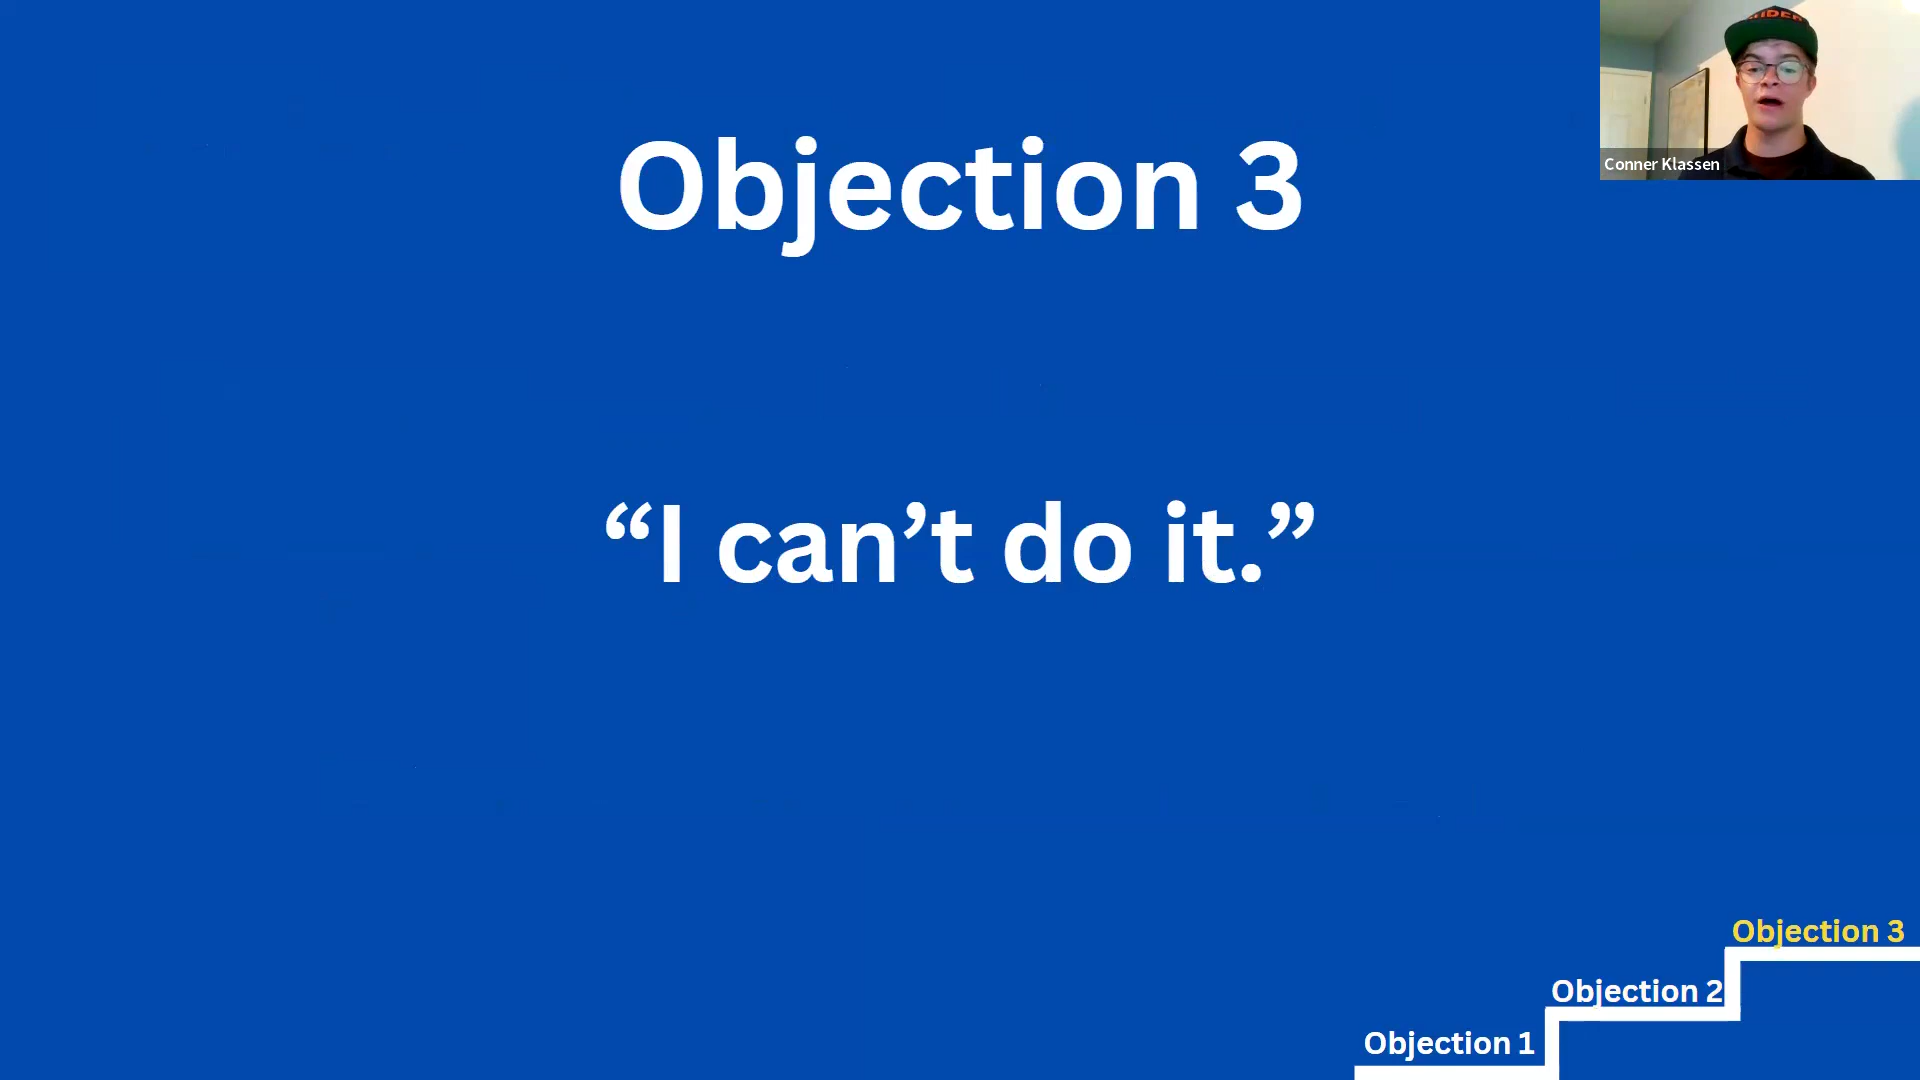 Objection 3
Conner Klassen
“I can’t do it.”
Objection 3
Objection 2
Objection 1